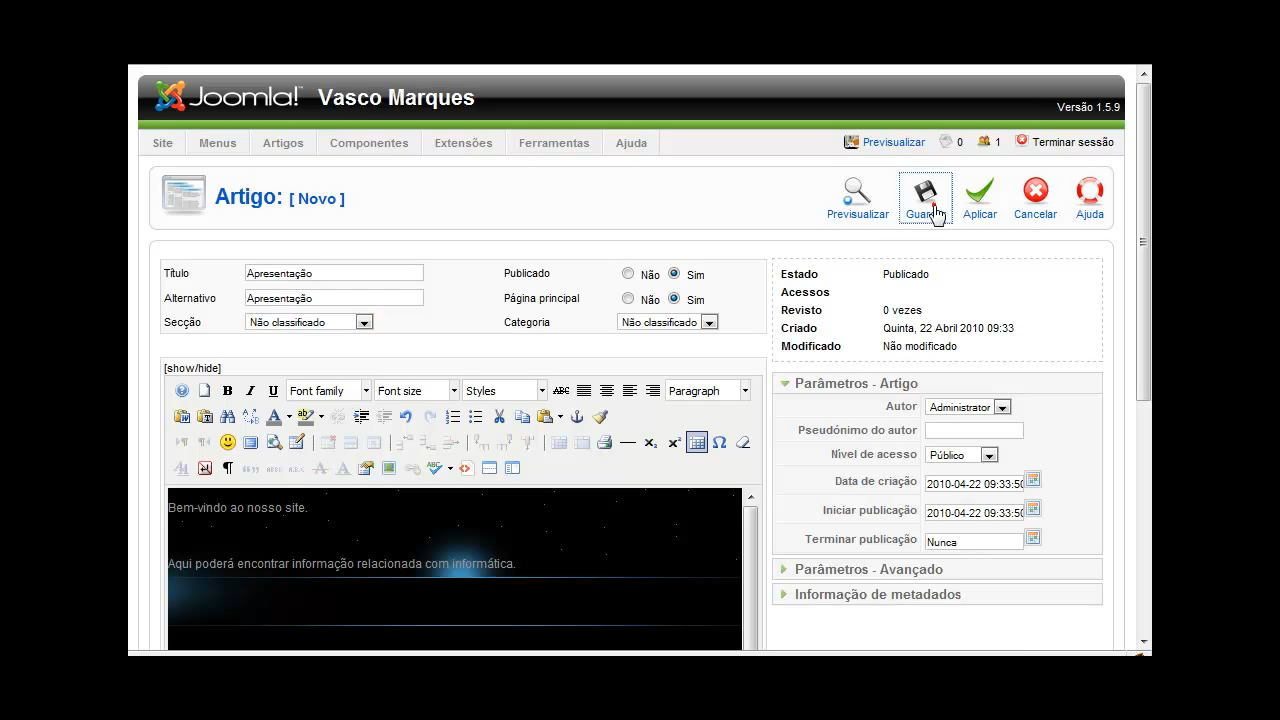 Joomla! Vasco Marques
Versão 1.5.9
Site Menus Artigos Componentes Extensões Ferramentas Ajuda Previsualizar 0 1 Terminar sessão
Artigo: [ Novo ]
Previsualizar Aplicar Cancelar Ajuda
Título Apresentação Publicado Não Sim
Alternativo Apresentação Página principal Não Sim
Secção Não classificado Categoria Não classificado
Estado Publicado
Acessos
Revisto 0 vezes
Criado Quinta, 22 Abril 2010 09:33
Modificado Não modificado
[show/hide]
B I U Font family Font size Styles ABC Paragraph
Bem-vindo ao nosso site.
Aqui poderá encontrar informação relacionada com informática.
Parâmetros - Artigo
Autor Administrator
Pseudónimo do autor
Nível de acesso Público
Data de criação 2010-04-22 09:33:50
Iniciar publicação 2010-04-22 09:33:50
Terminar publicação Nunca
Parâmetros - Avançado
Informação de metadados